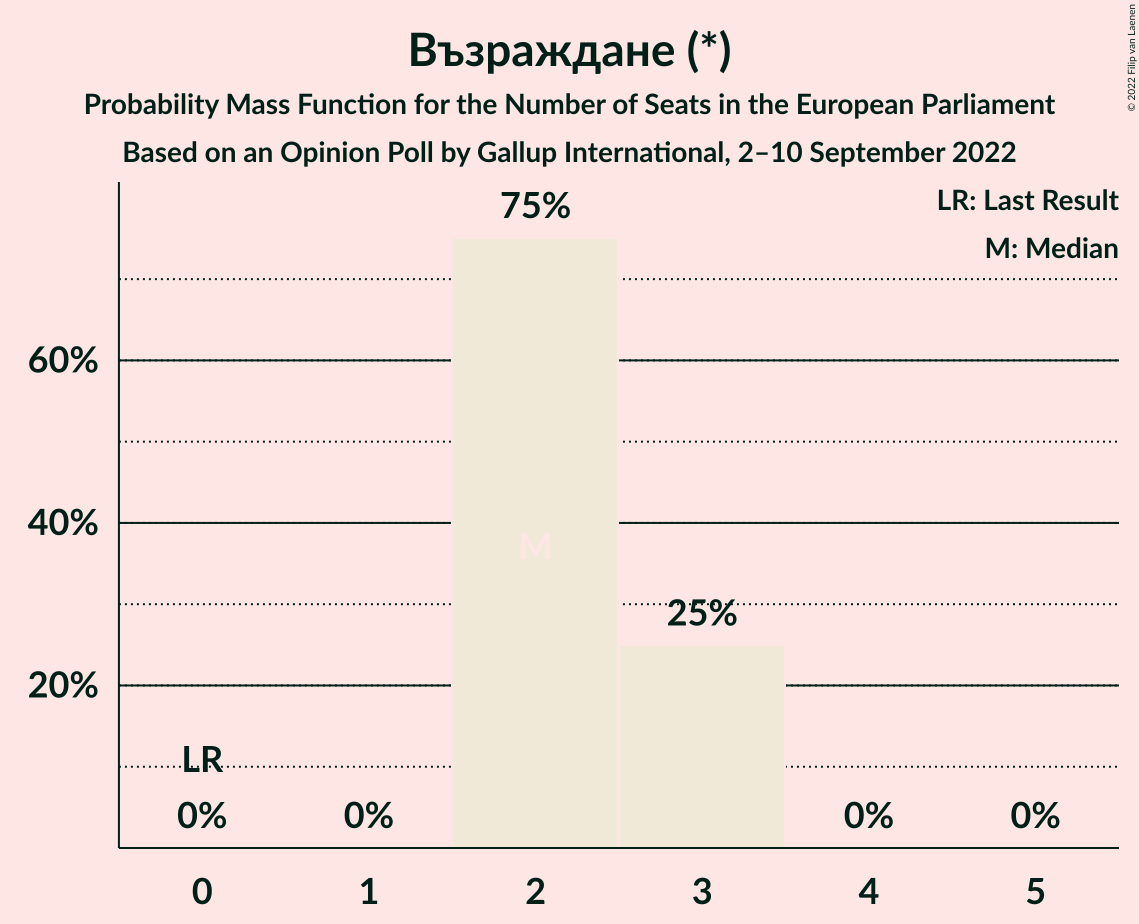 Възраждане (*)
Probability Mass Function for the Number of Seats in the European Parliament
Based on an Opinion Poll by Gallup International, 2–10 September 2022
© 2022 Filip van Laenen
LR: Last Result
M: Median
75%
60%
40%
M
25%
20%
LR
0%
0%
0%
0%
0
1
2
3
4
5